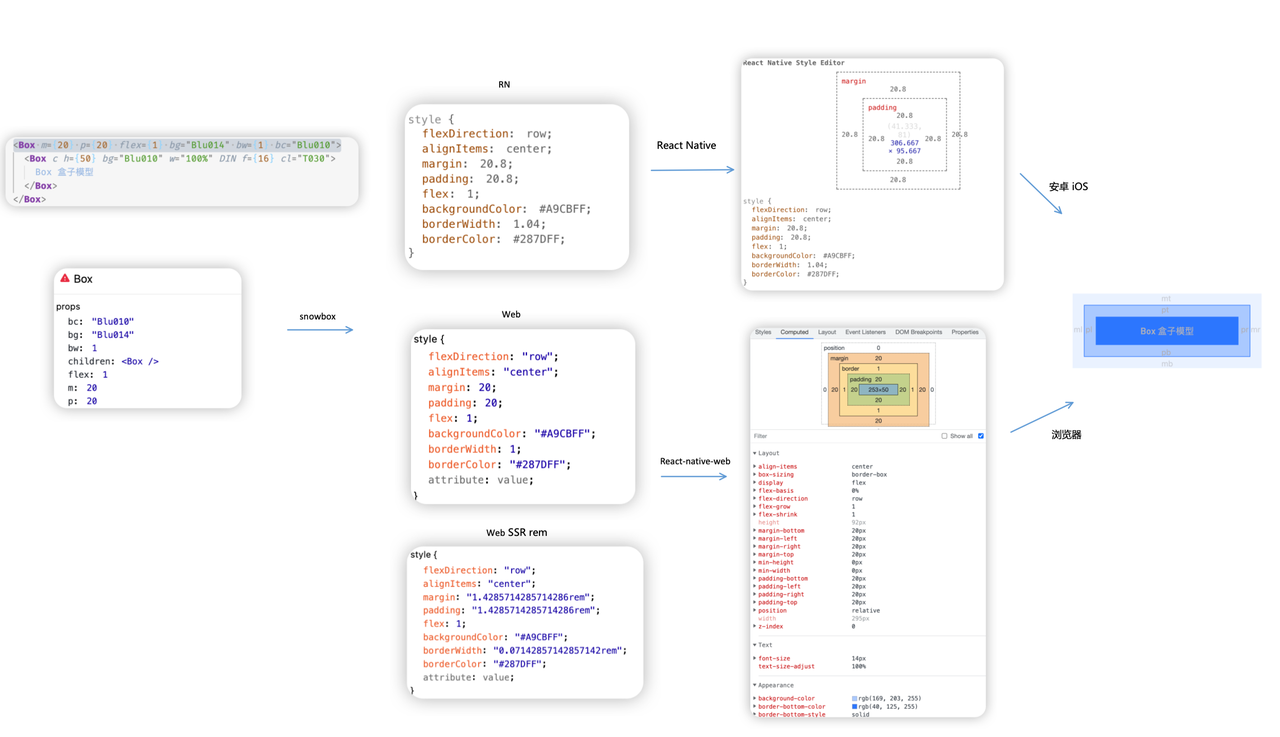 <Box m={20} p={20} flex={1} bg="Blu014" bw={1} bc="Blu010">
<Box c h={50} bg="Blu010" w="100%" DIN f={16} cl="T030">
Box 盒子模型
</Box>
</Box>
Box
props
bc: "Blu010"
bg: "Blu014"
bw: 1
children: <Box />
flex: 1
m: 20
p: 20
snowbox
RN
style {
flexDirection: row;
alignItems: center;
margin: 20.8;
padding: 20.8;
flex: 1;
backgroundColor: #A9CBFF;
borderWidth: 1.04;
borderColor: #287DFF;
}
Web
style {
flexDirection: "row";
alignItems: "center";
margin: 20;
padding: 20;
flex: 1;
backgroundColor: "#A9CBFF";
borderWidth: 1;
borderColor: "#287DFF";
attribute: value;
}
Web SSR rem
style {
flexDirection: "row";
alignItems: "center";
margin: "1.4285714285714286rem";
padding: "1.4285714285714286rem";
flex: 1;
backgroundColor: "#A9CBFF";
borderWidth: "0.07142857142857142rem";
borderColor: "#287DFF";
attribute: value;
}
React Native
React-native-web
React Native Style Editor
margin
20.8
padding
20.8
(41.333,
20.8 20.8 20.8 20.8
306.667
× 95.667
20.8
20.8
style {
flexDirection: row;
alignItems: center;
margin: 20.8;
padding: 20.8;
flex: 1;
backgroundColor: #A9CBFF;
borderWidth: 1.04;
borderColor: #287DFF;
}
Styles Computed Layout Event Listeners DOM Breakpoints Properties
position 0
margin 20
border 1
padding 20
0 20 1 20 253×50 20 1 20 0
20
1
20
Filter Show all
Layout
align-items center
box-sizing border-box
display flex
flex-basis 0%
flex-direction row
flex-grow 1
flex-shrink 1
height 92px
margin-bottom 20px
margin-left 20px
margin-right 20px
margin-top 20px
min-height 0px
min-width 0px
padding-bottom 20px
padding-left 20px
padding-right 20px
padding-top 20px
position relative
width 295px
z-index 0
Text
font-size 14px
text-size-adjust 100%
Appearance
background-color rgb(169, 203, 255)
border-bottom-color rgb(40, 125, 255)
border-bottom-style solid
安卓 iOS
浏览器
mt
pt
ml pl Box 盒子模型 pr mr
pb
mb